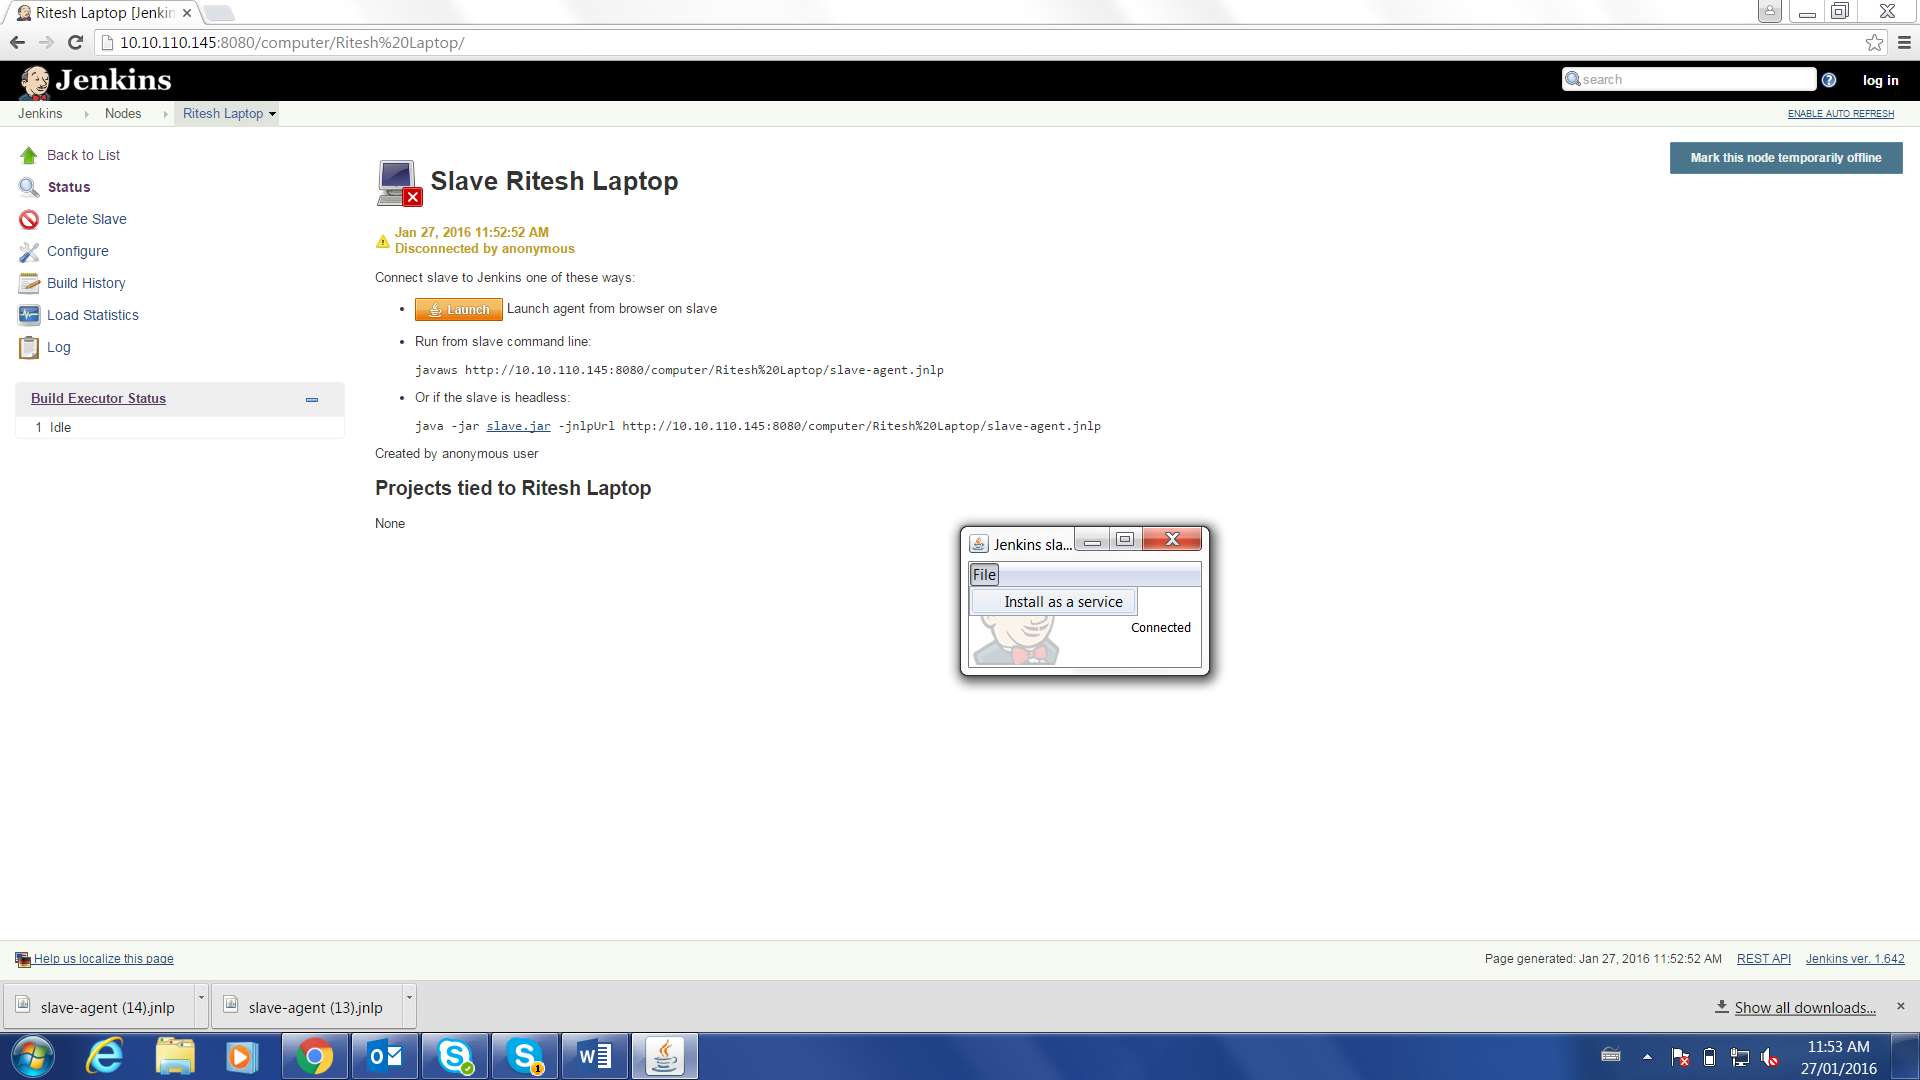 Ritesh Laptop [Jenkin
10.10.110.145:8080/computer/Ritesh%20Laptop/
Jenkins
search
log in
Jenkins
Nodes
Ritesh Laptop
ENABLE AUTO REFRESH
Back to List
Status
Delete Slave
Configure
Build History
Load Statistics
Log
Build Executor Status
1 Idle
Mark this node temporarily offline
Slave Ritesh Laptop
Jan 27, 2016 11:52:52 AM
Disconnected by anonymous
Connect slave to Jenkins one of these ways:
Launch Launch agent from browser on slave
Run from slave command line:
javaws http://10.10.110.145:8080/computer/Ritesh%20Laptop/slave-agent.jnlp
Or if the slave is headless:
java -jar slave.jar -jnlpUrl http://10.10.110.145:8080/computer/Ritesh%20Laptop/slave-agent.jnlp
Created by anonymous user
Projects tied to Ritesh Laptop
None
Jenkins sla...
File
Install as a service
Connected
Help us localize this page
Page generated: Jan 27, 2016 11:52:52 AM
REST API
Jenkins ver. 1.642
slave-agent (14).jnlp
slave-agent (13).jnlp
Show all downloads...
11:53 AM
27/01/2016